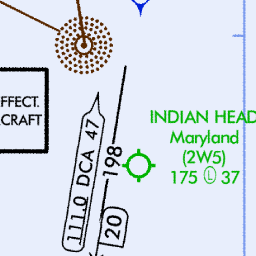 EFFECT.
CRAFT
INDIAN HEAD
Maryland
(2W5)
175 Ⓛ 37
111.0 DCA 47
198
20